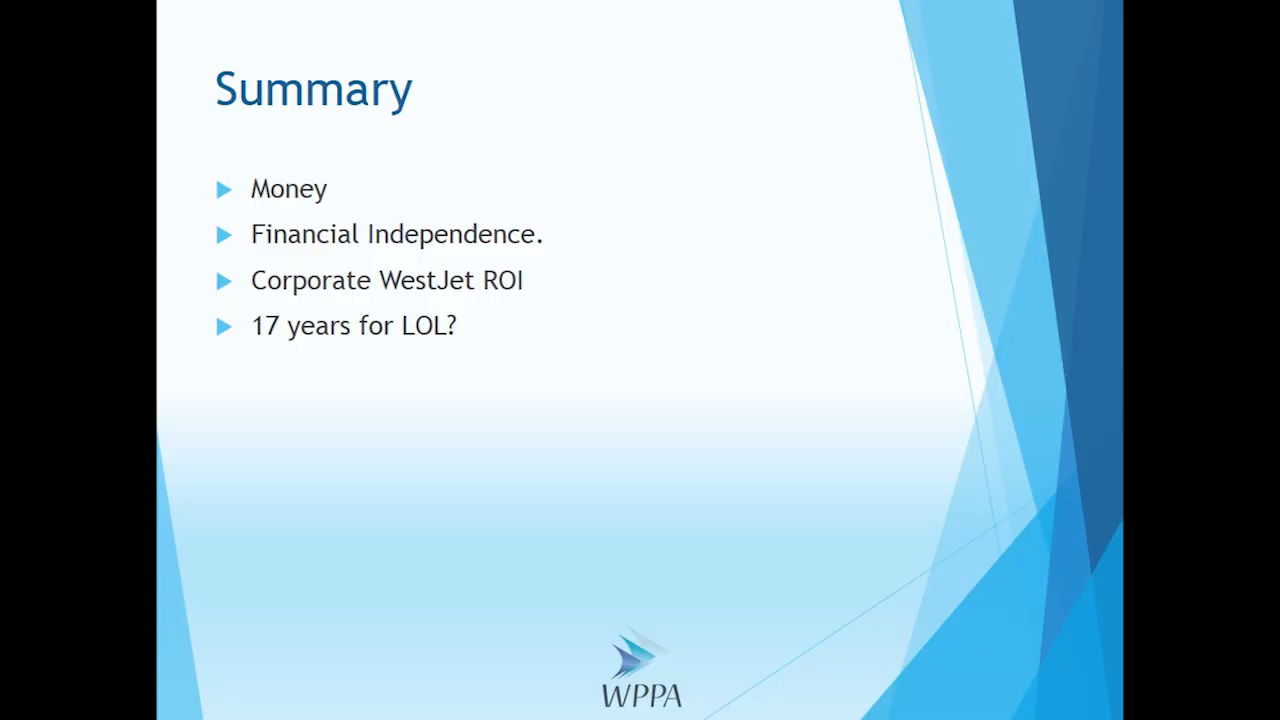 Summary
Money
Financial Independence.
Corporate WestJet ROI
17 years for LOL?
WPPA